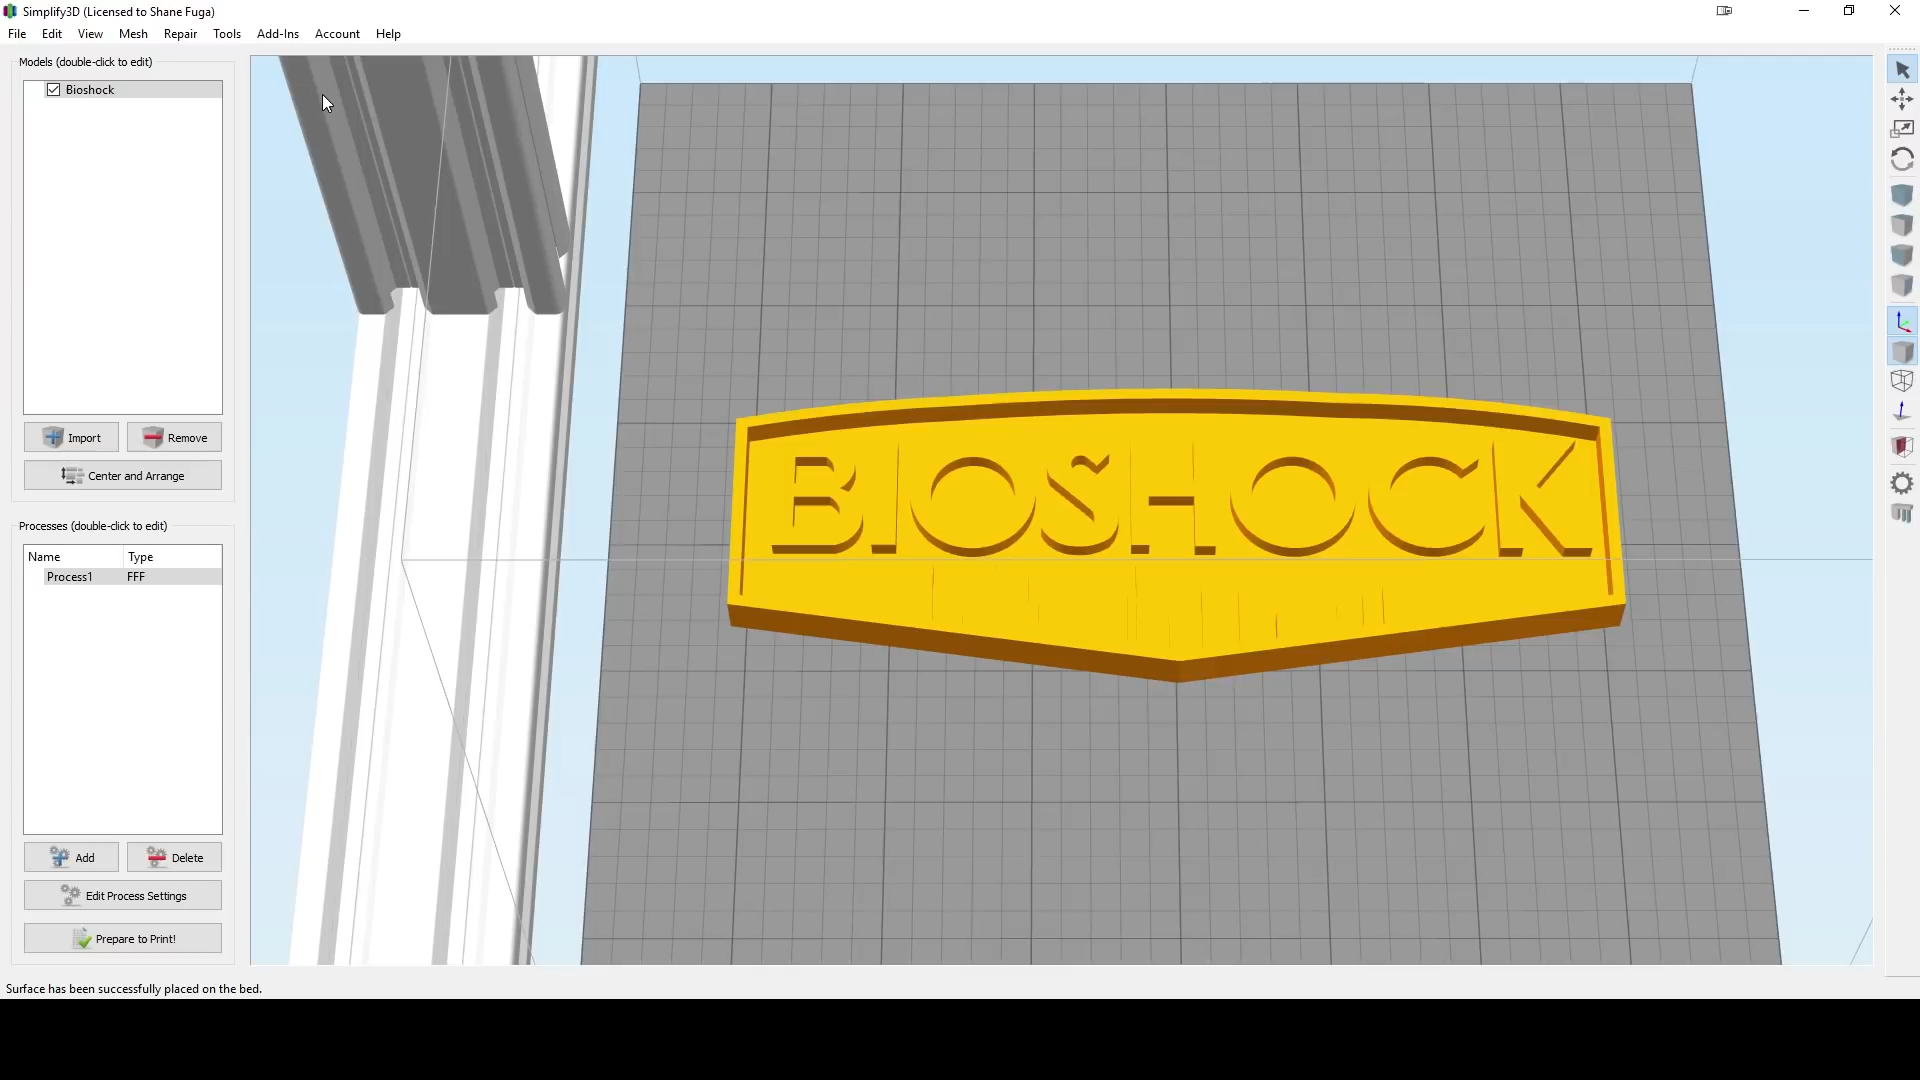 Simplify3D (Licensed to Shane Fuga)
File Edit View Mesh Repair Tools Add-Ins Account Help
Models (double-click to edit)
Bioshock
Import Remove
Center and Arrange
Processes (double-click to edit)
Name Type
Process1 FFF
Add Delete
Edit Process Settings
Prepare to Print!
BIOSHOCK
Surface has been successfully placed on the bed.